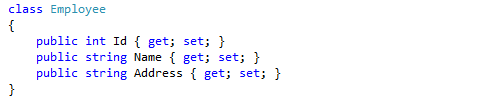 class Employee
{
    public int Id { get; set; }
    public string Name { get; set; }
    public string Address { get; set; }
}